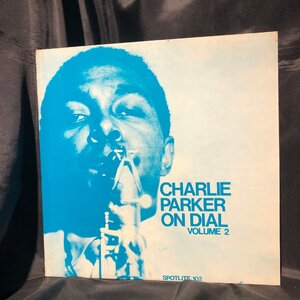 CHARLIE
PARKER
ON DIAL
VOLUME 2
SPOTLITE 102